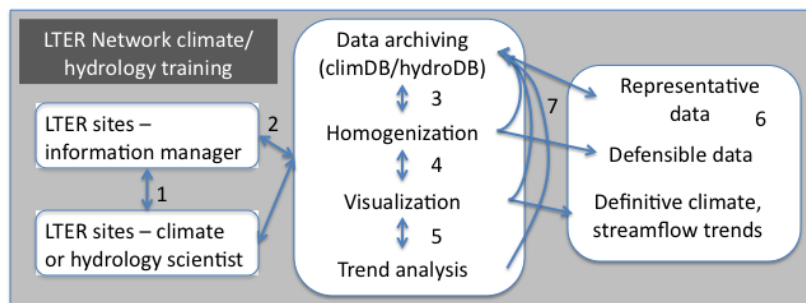 LTER Network climate/
hydrology training
LTER sites –
information manager
1
LTER sites – climate
or hydrology scientist
2
Data archiving
(climDB/hydroDB)
3
Homogenization
4
Visualization
5
Trend analysis
7
Representative
data
6
Defensible data
Definitive climate,
streamflow trends